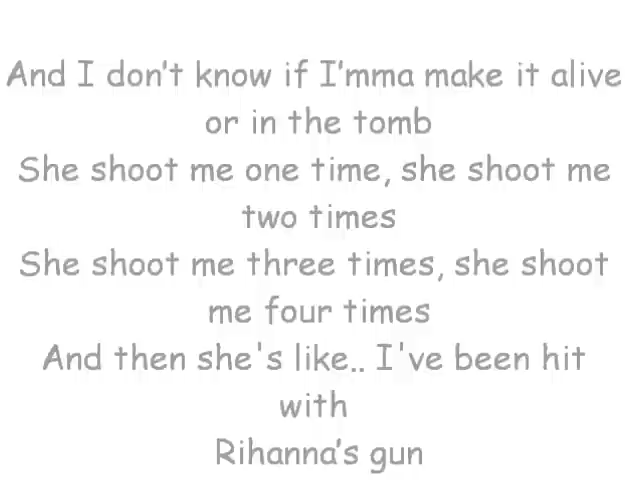 And I don’t know if I’mma make it alive
or in the tomb
She shoot me one time, she shoot me
two times
She shoot me three times, she shoot
me four times
And then she's like.. I've been hit
with
Rihanna’s gun